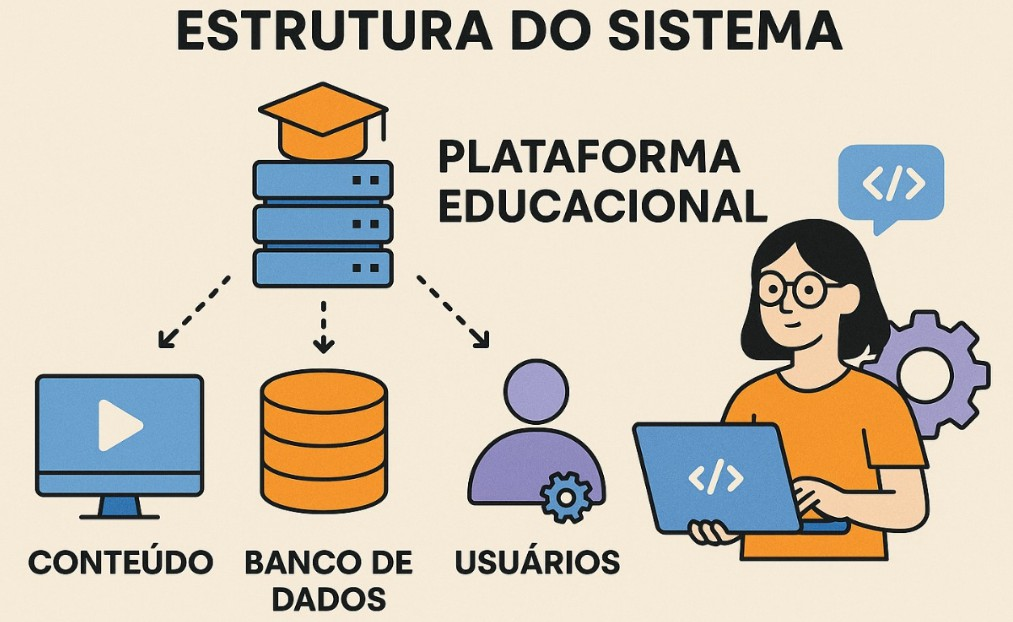 ESTRUTURA DO SISTEMA
PLATAFORMA
EDUCACIONAL
</>
</>
CONTEÚDO
BANCO DE
DADOS
USUÁRIOS